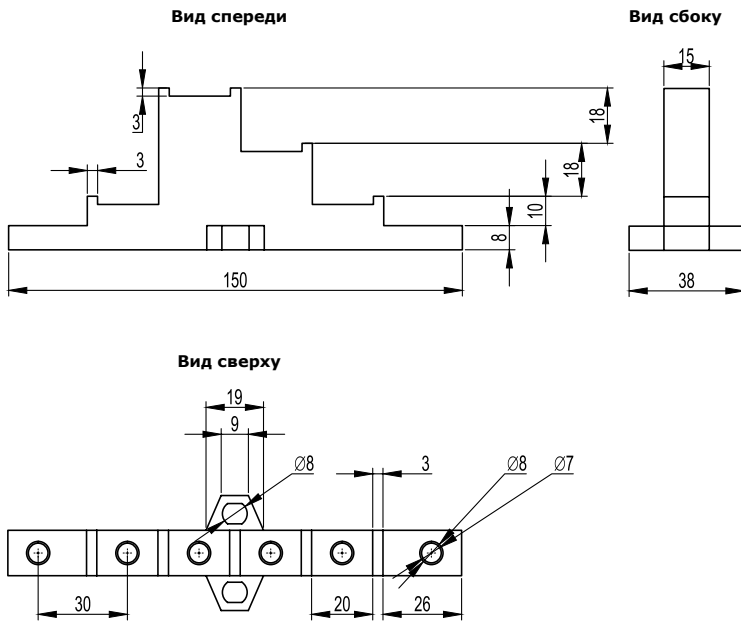 Вид спереди
Вид сбоку
15
3
18
3
18
10
8
150
38
Вид сверху
19
9
Ø8
3
Ø8
Ø7
30
20
26